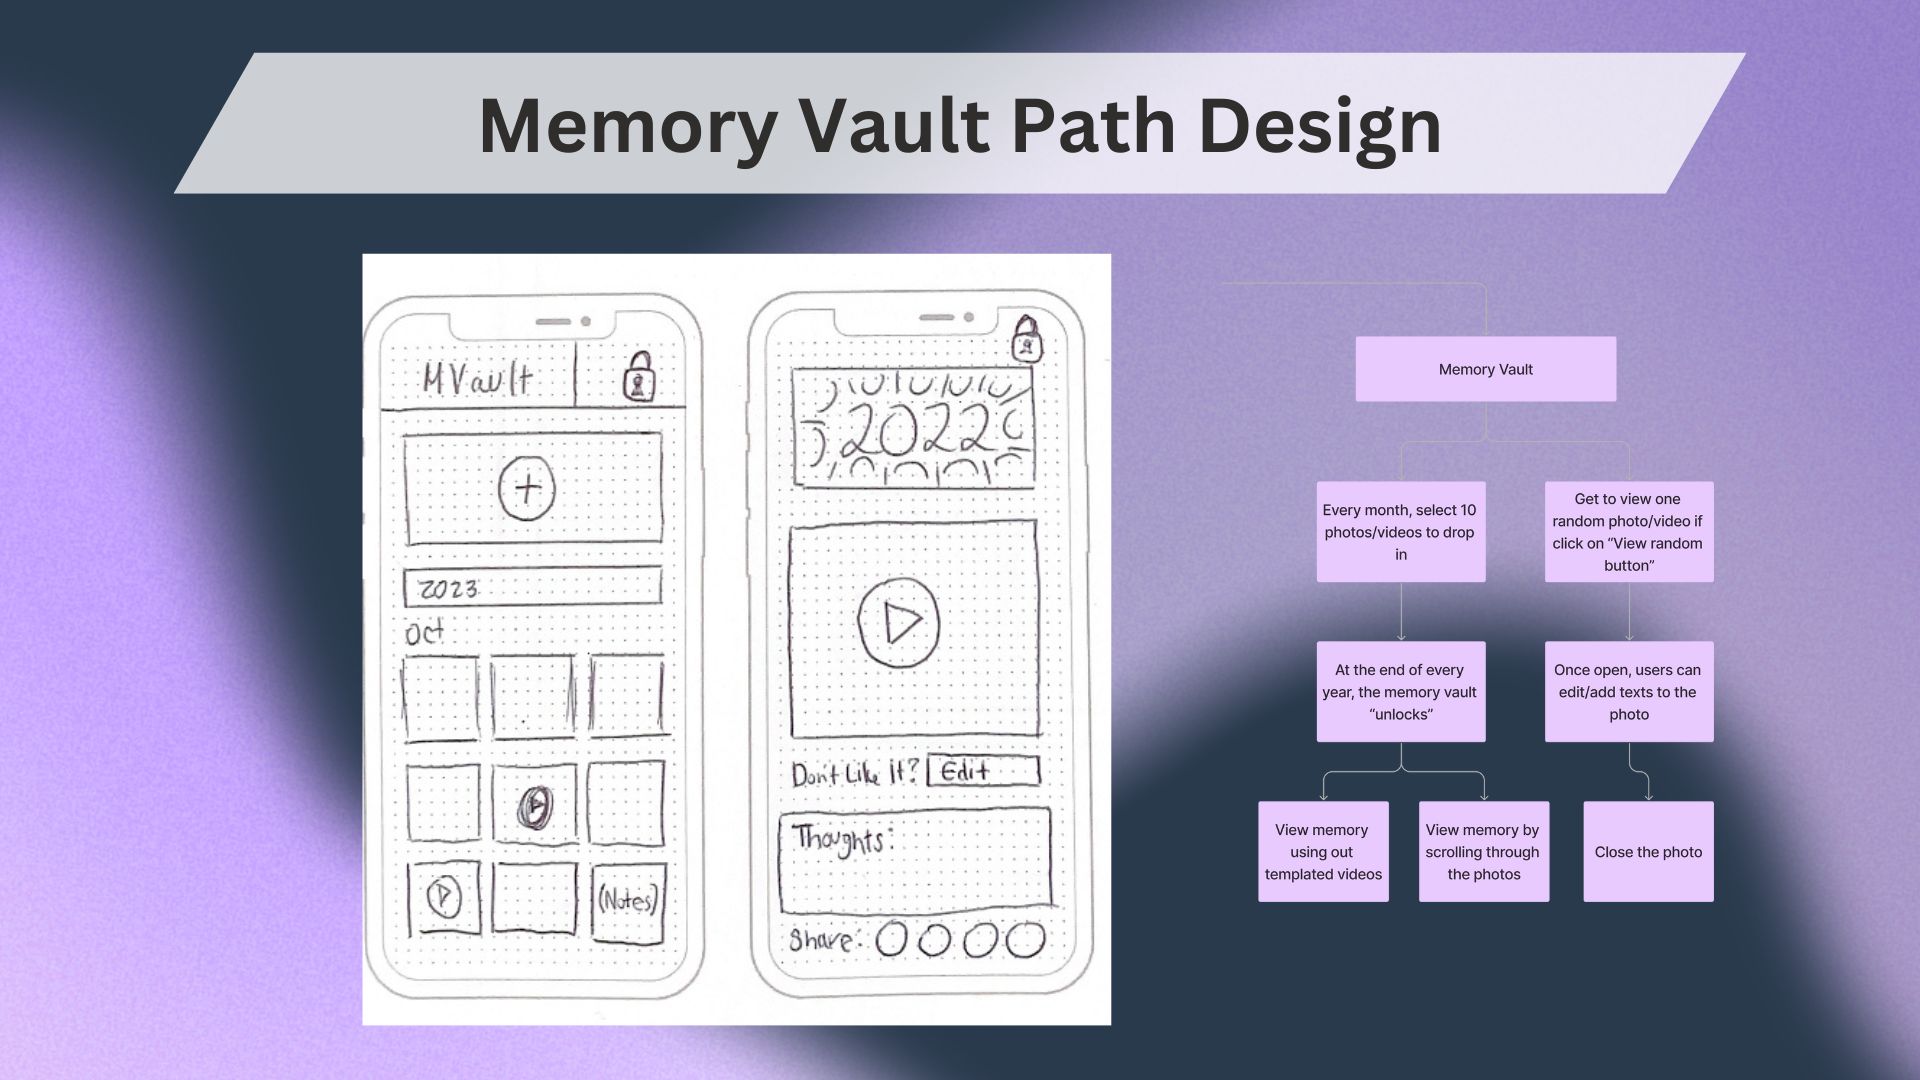 Memory Vault Path Design
MVault
+
2023
Oct
(Notes)
2022
Don't Like it? Edit
Thoughts:
Share:
Memory Vault
Every month, select 10
photos/videos to drop
in
Get to view one
random photo/video if
click on “View random
button”
At the end of every
year, the memory vault
“unlocks”
Once open, users can
edit/add texts to the
photo
View memory
using out
templated videos
View memory by
scrolling through
the photos
Close the photo